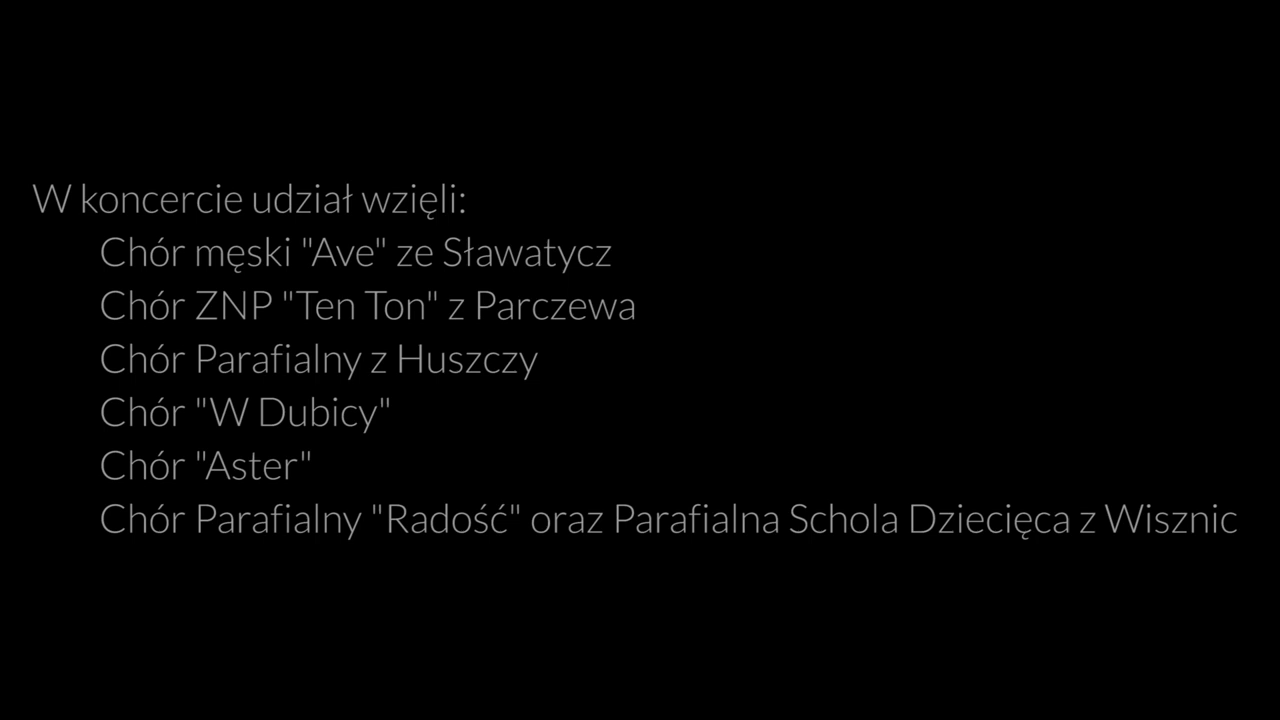 W koncercie udział wzięli:
Chór męski "Ave" ze Sławatycz
Chór ZNP "Ten Ton" z Parczewa
Chór Parafialny z Huszczy
Chór "W Dubicy"
Chór "Aster"
Chór Parafialny "Radość" oraz Parafialna Schola Dziecięca z Wisznic